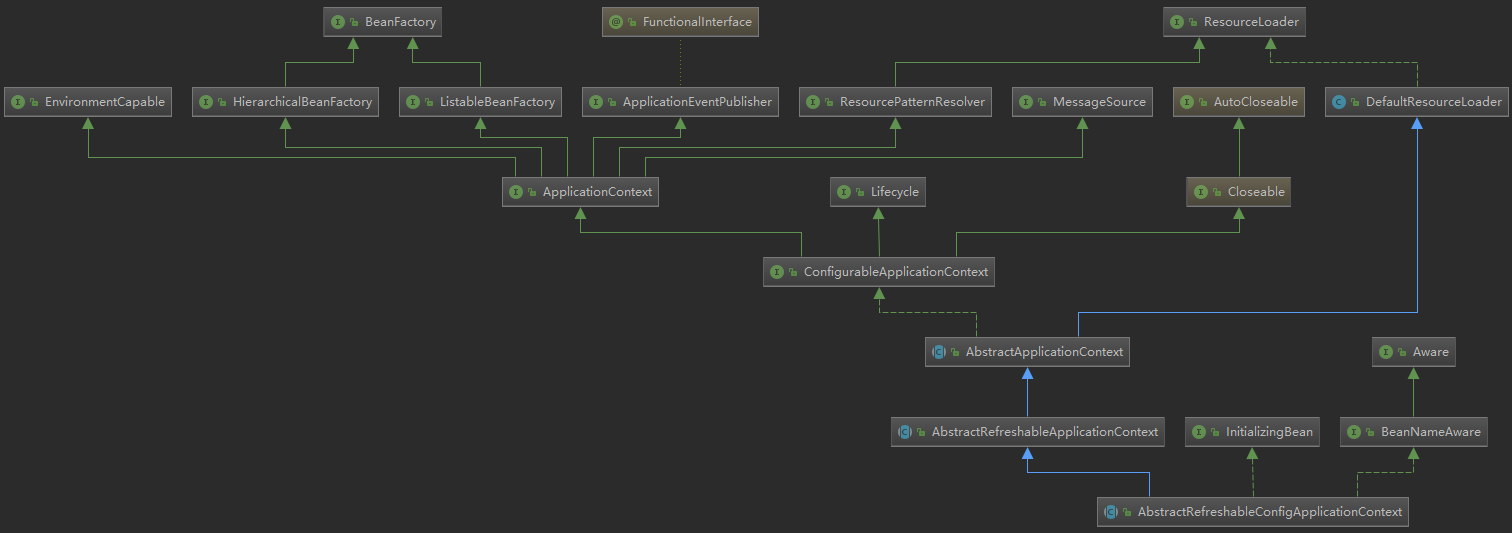 BeanFactory
FunctionalInterface
ResourceLoader
EnvironmentCapable
HierarchicalBeanFactory
ListableBeanFactory
ApplicationEventPublisher
ResourcePatternResolver
MessageSource
AutoCloseable
DefaultResourceLoader
ApplicationContext
Lifecycle
Closeable
ConfigurableApplicationContext
AbstractApplicationContext
Aware
AbstractRefreshableApplicationContext
InitializingBean
BeanNameAware
AbstractRefreshableConfigApplicationContext